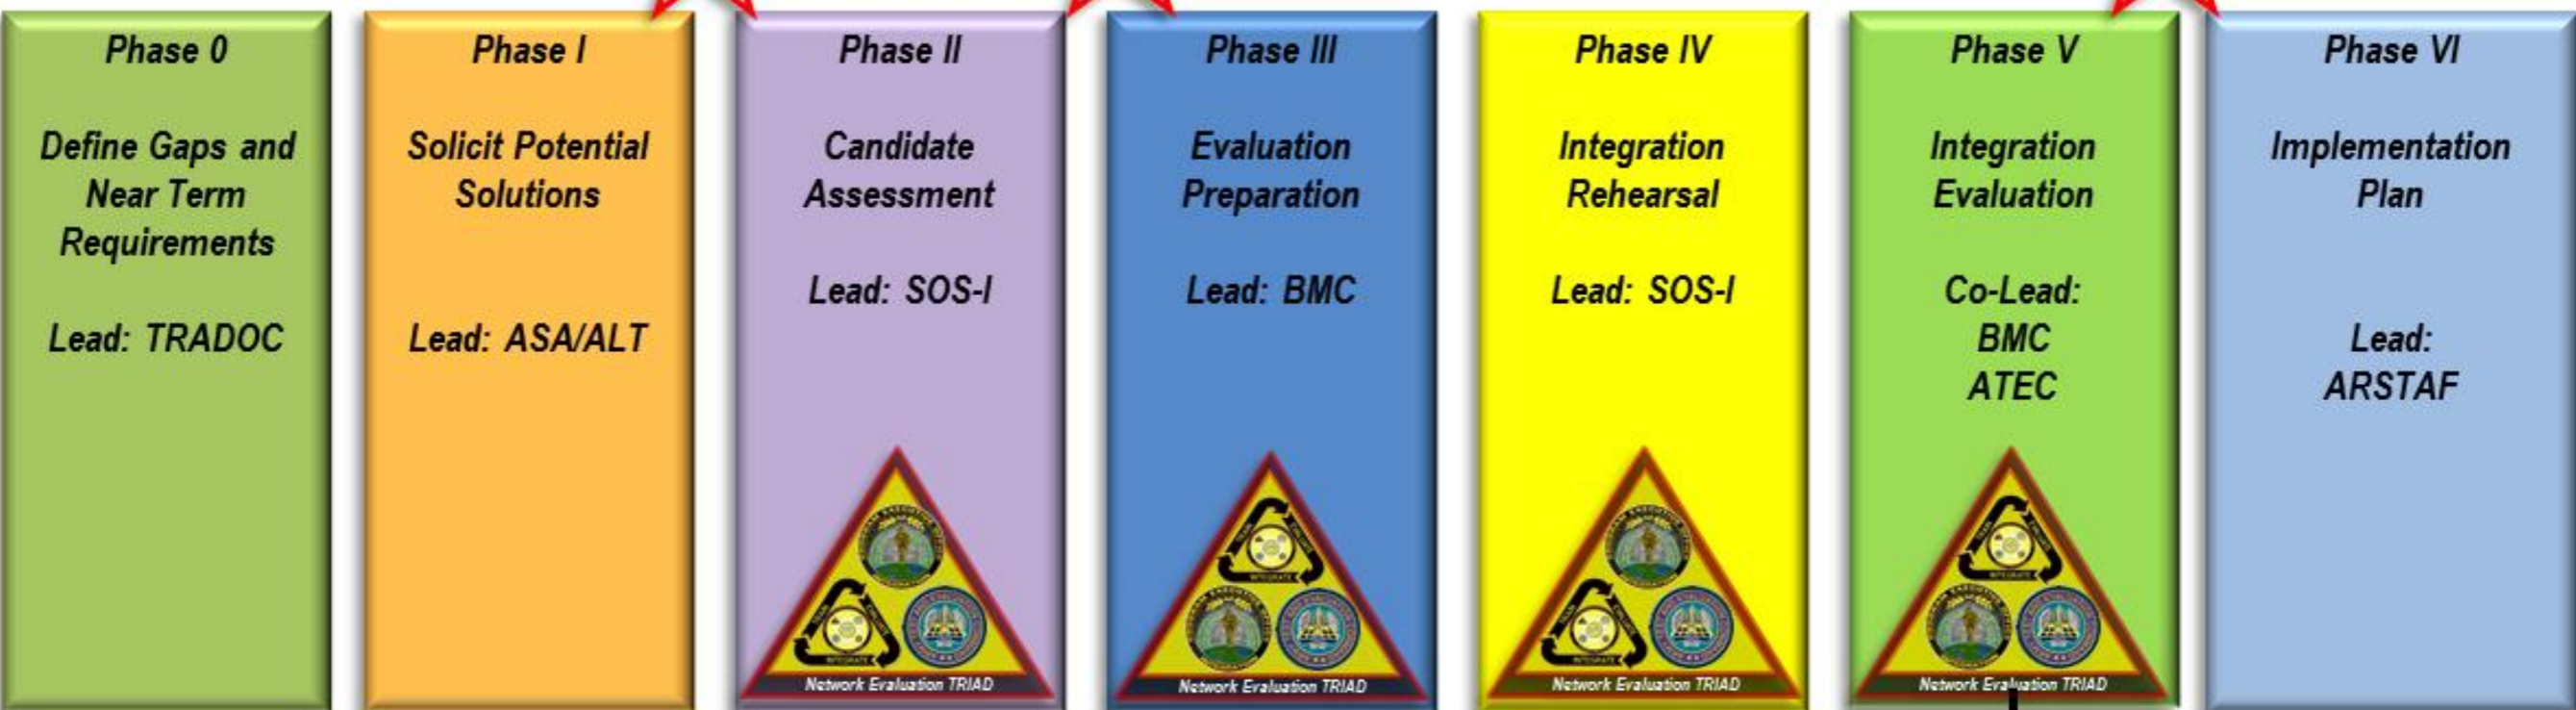 Phase 0
Define Gaps and
Near Term
Requirements
Lead: TRADOC
Phase I
Solicit Potential
Solutions
Lead: ASA/ALT
Phase II
Candidate
Assessment
Lead: SOS-I
Network Evaluation TRIAD
Phase III
Evaluation
Preparation
Lead: BMC
INTEGRATE
Network Evaluation TRIAD
Phase IV
Integration
Rehearsal
Lead: SOS-I
INTEGRATE
Network Evaluation TRIAD
Phase V
Integration
Evaluation
Co-Lead:
BMC
ATEC
INTEGRATE
Network Evaluation TRIAD
Phase VI
Implementation
Plan
Lead:
ARSTAF